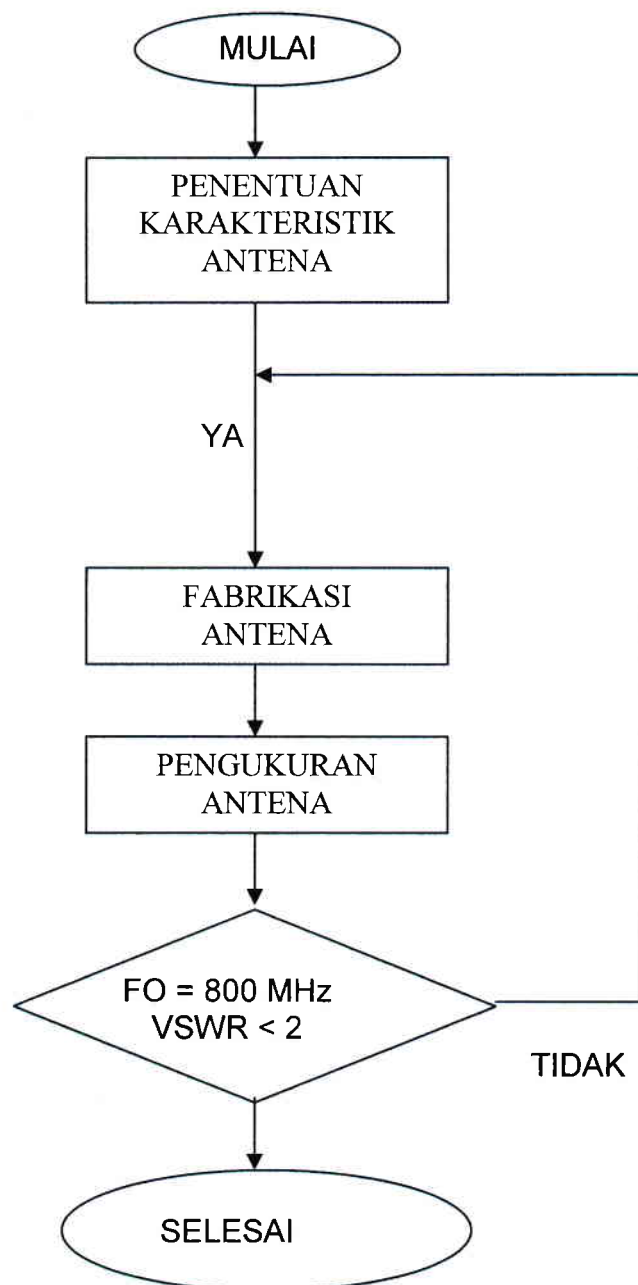 MULAI
PENENTUAN
KARAKTERISTIK
ANTENA
YA
FABRIKASI
ANTENA
PENGUKURAN
ANTENA
FO = 800 MHz
VSWR < 2
TIDAK
SELESAI